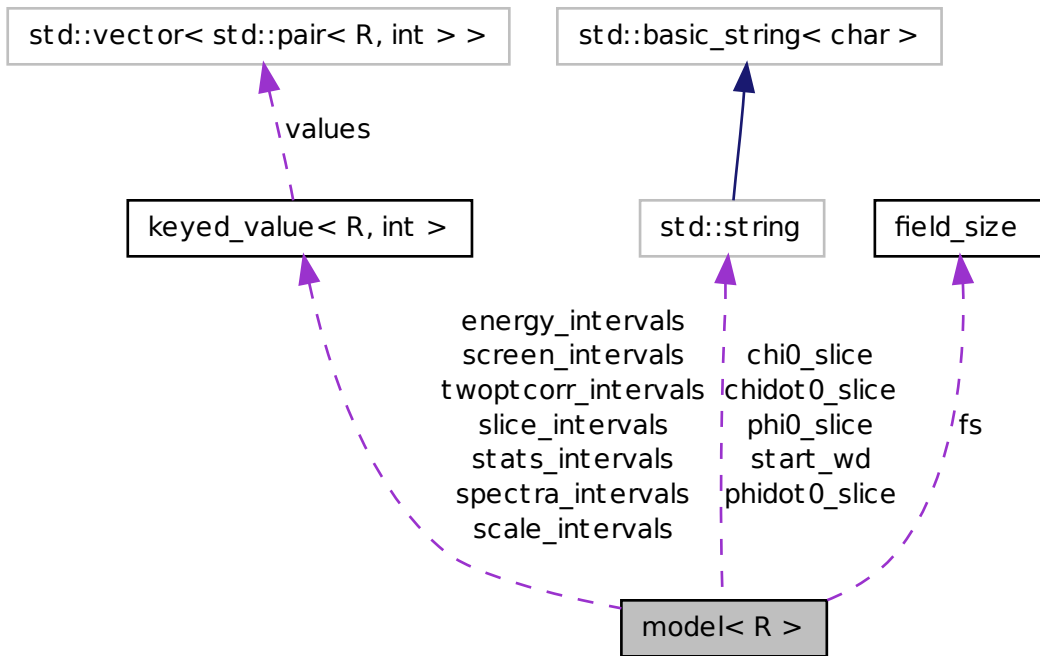 std::vector< std::pair< R, int > >
std::basic_string< char >
values
keyed_value< R, int >
std::string
field_size
energy_intervals
screen_intervals
twoptcorr_intervals
slice_intervals
stats_intervals
spectra_intervals
scale_intervals
chi0_slice
chidot0_slice
phi0_slice
start_wd
phidot0_slice
fs
model< R >